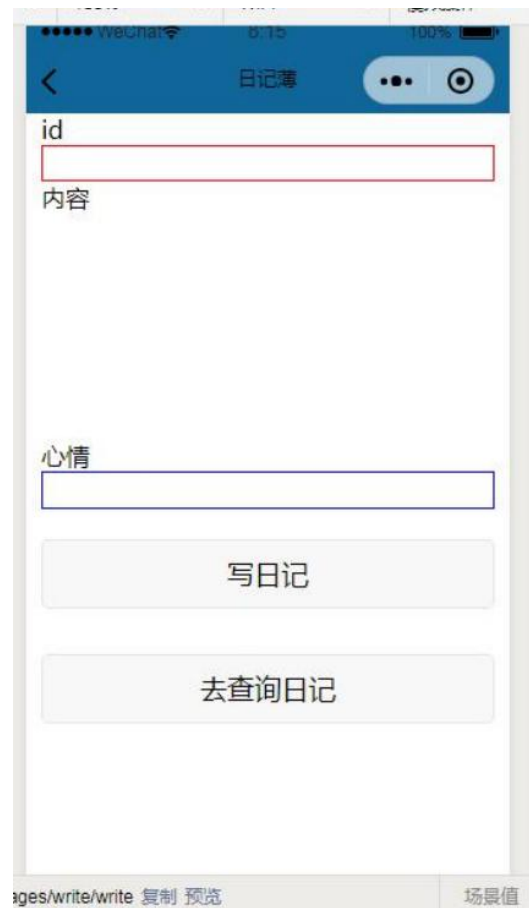 WeChat 8:15 100%
日记薄
id
内容
心情
写日记
去查询日记
ages/write/write 复制 预览 场景值